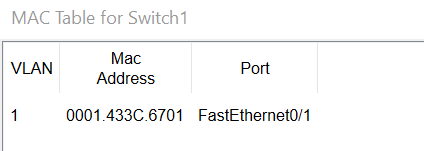 MAC Table for Switch1
VLAN Mac Address Port
1 0001.433C.6701 FastEthernet0/1